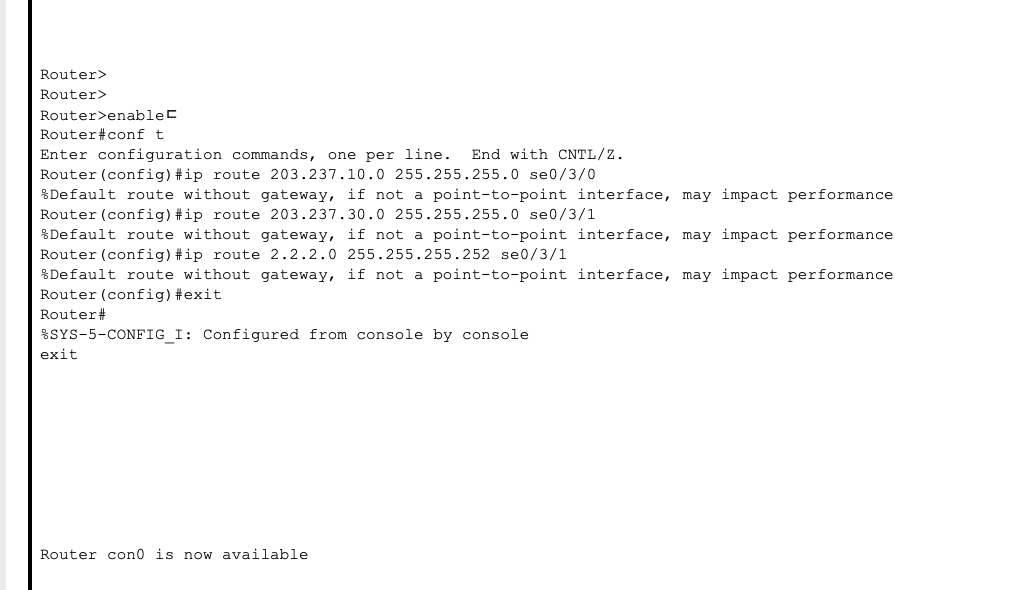 Router>
Router>
Router>enableㄷ
Router#conf t
Enter configuration commands, one per line.  End with CNTL/Z.
Router(config)#ip route 203.237.10.0 255.255.255.0 se0/3/0
%Default route without gateway, if not a point-to-point interface, may impact performance
Router(config)#ip route 203.237.30.0 255.255.255.0 se0/3/1
%Default route without gateway, if not a point-to-point interface, may impact performance
Router(config)#ip route 2.2.2.0 255.255.255.252 se0/3/1
%Default route without gateway, if not a point-to-point interface, may impact performance
Router(config)#exit
Router#
%SYS-5-CONFIG_I: Configured from console by console
exit
Router con0 is now available